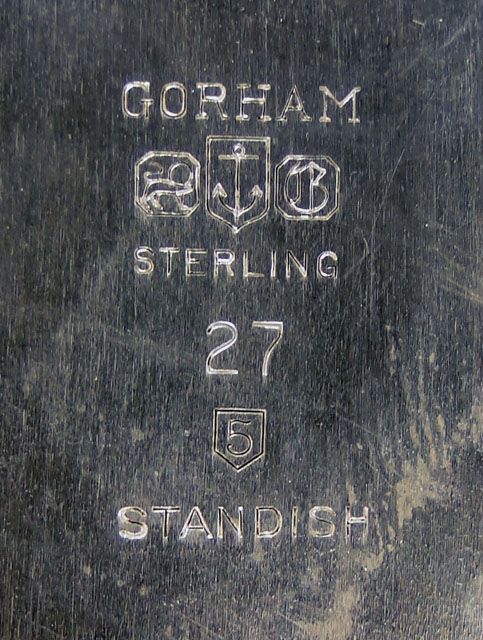 GORHAM
G
STERLING
27
5
STANDISH